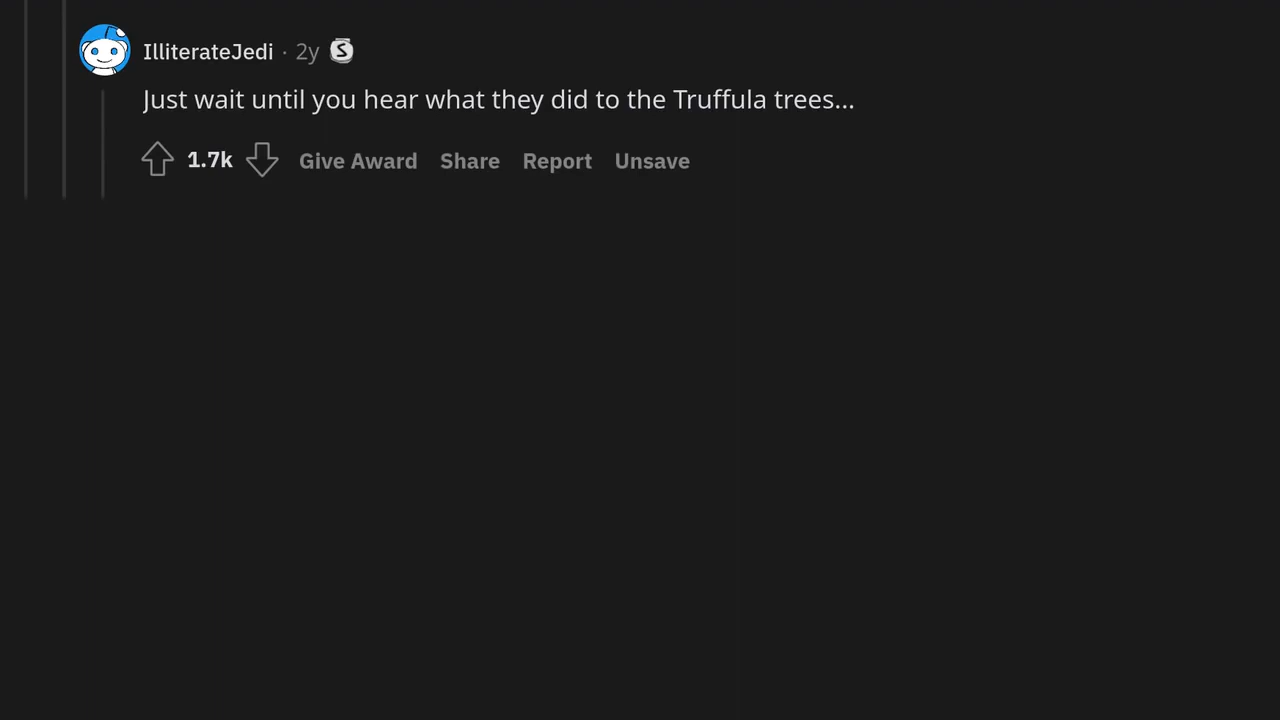 IlliterateJedi · 2y S
Just wait until you hear what they did to the Truffula trees...
1.7k Give Award Share Report Unsave